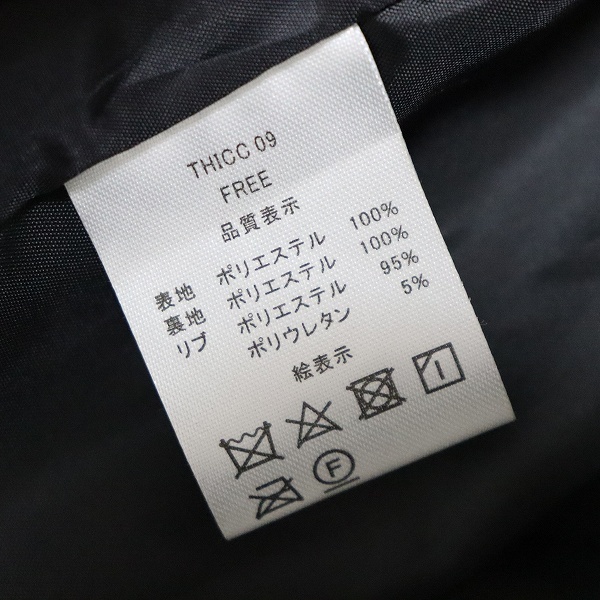 THICC 09
FREE
品質表示
表地 ポリエステル 100%
裏地 ポリエステル 100%
リブ ポリエステル 95%
ポリウレタン 5%
絵表示
F